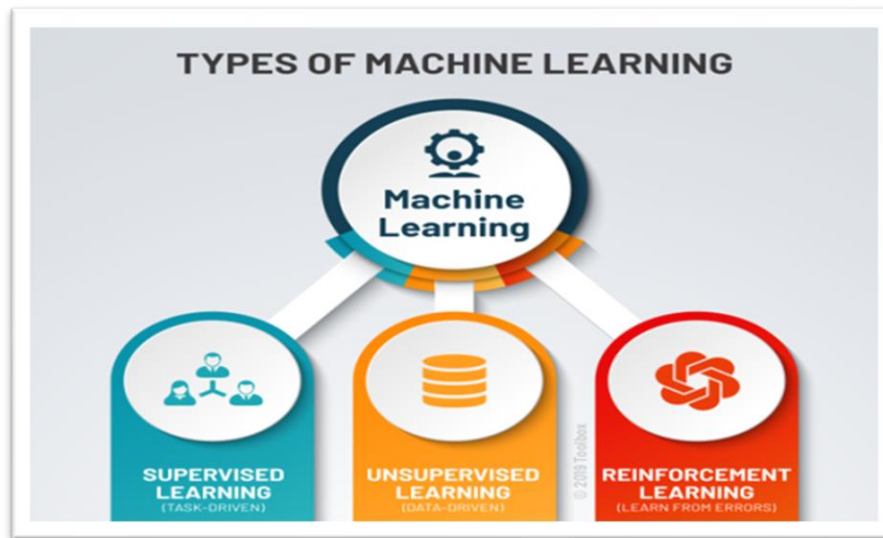 TYPES OF MACHINE LEARNING
Machine
Learning
SUPERVISED
LEARNING
(TASK-DRIVEN)
UNSUPERVISED
LEARNING
(DATA-DRIVEN)
REINFORCEMENT
LEARNING
(LEARN FROM ERRORS)
© 2019 Toolbox